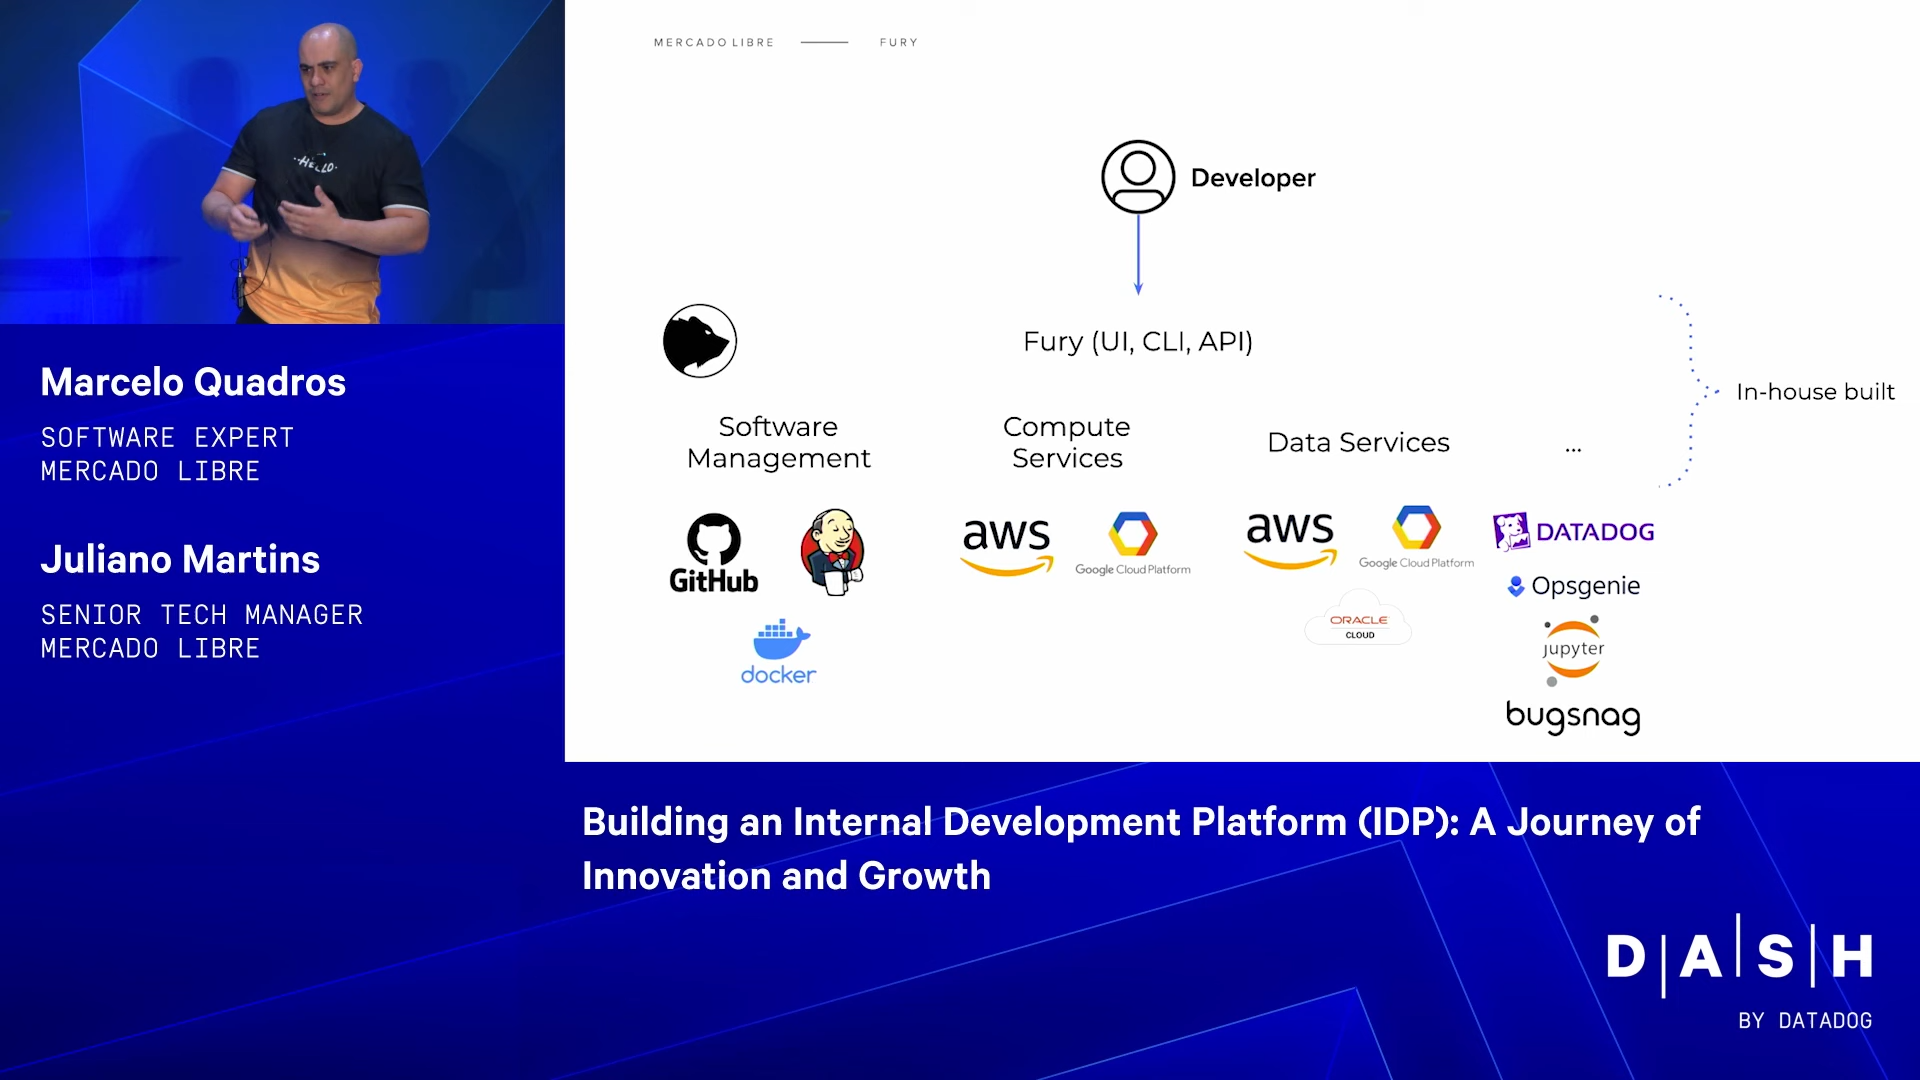 ·HELLO·
Marcelo Quadros
SOFTWARE EXPERT
MERCADO LIBRE
Juliano Martins
SENIOR TECH MANAGER
MERCADO LIBRE
MERCADO LIBRE FURY
Developer
Fury (UI, CLI, API)
In-house built
Software
Management
Compute
Services
Data Services
...
GitHub
docker
aws
Google Cloud Platform
aws
Google Cloud Platform
ORACLE
CLOUD
DATADOG
Opsgenie
jupyter
bugsnag
Building an Internal Development Platform (IDP): A Journey of
Innovation and Growth
D|A|S|H
BY DATADOG